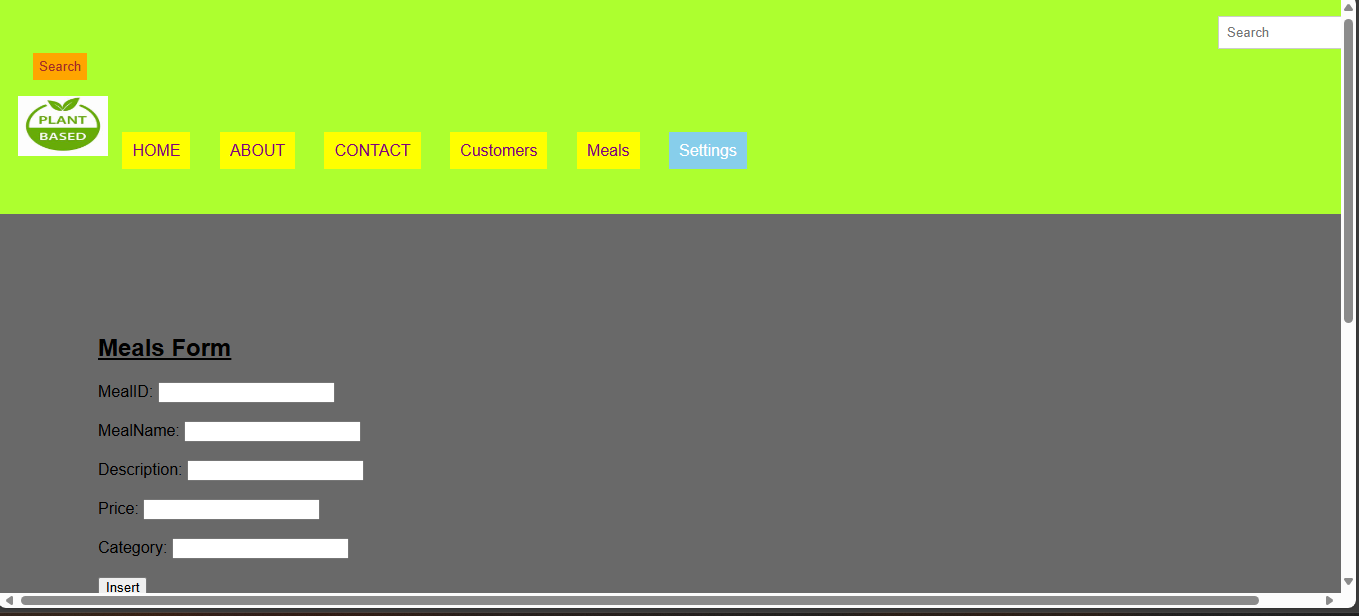 Search
Search
PLANT
BASED
HOME ABOUT CONTACT Customers Meals Settings
Meals Form
MealID:
MealName:
Description:
Price:
Category:
Insert